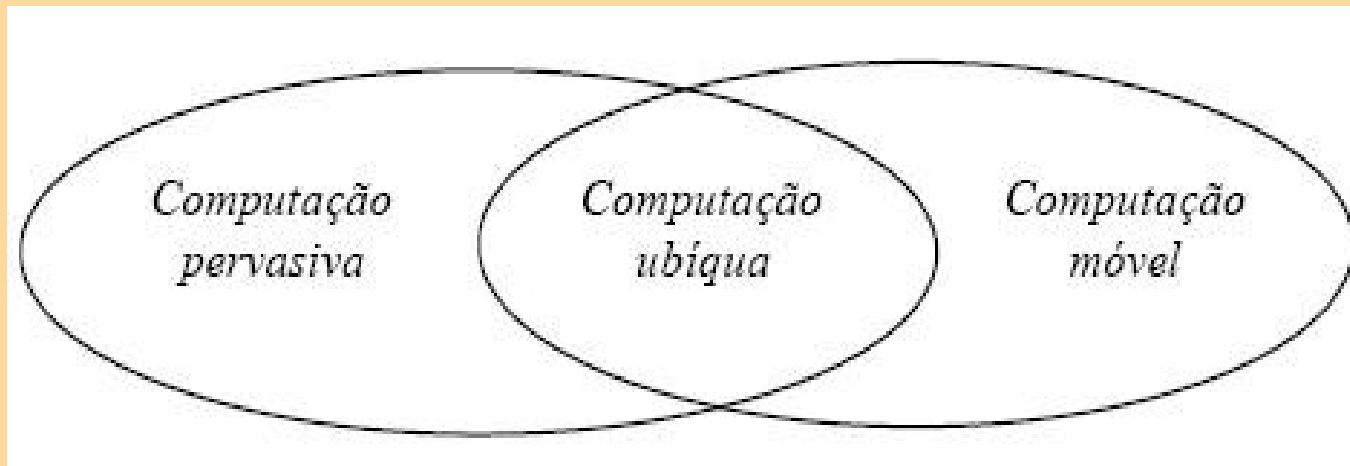 Computação
pervasiva
Computação
ubíqua
Computação
móvel